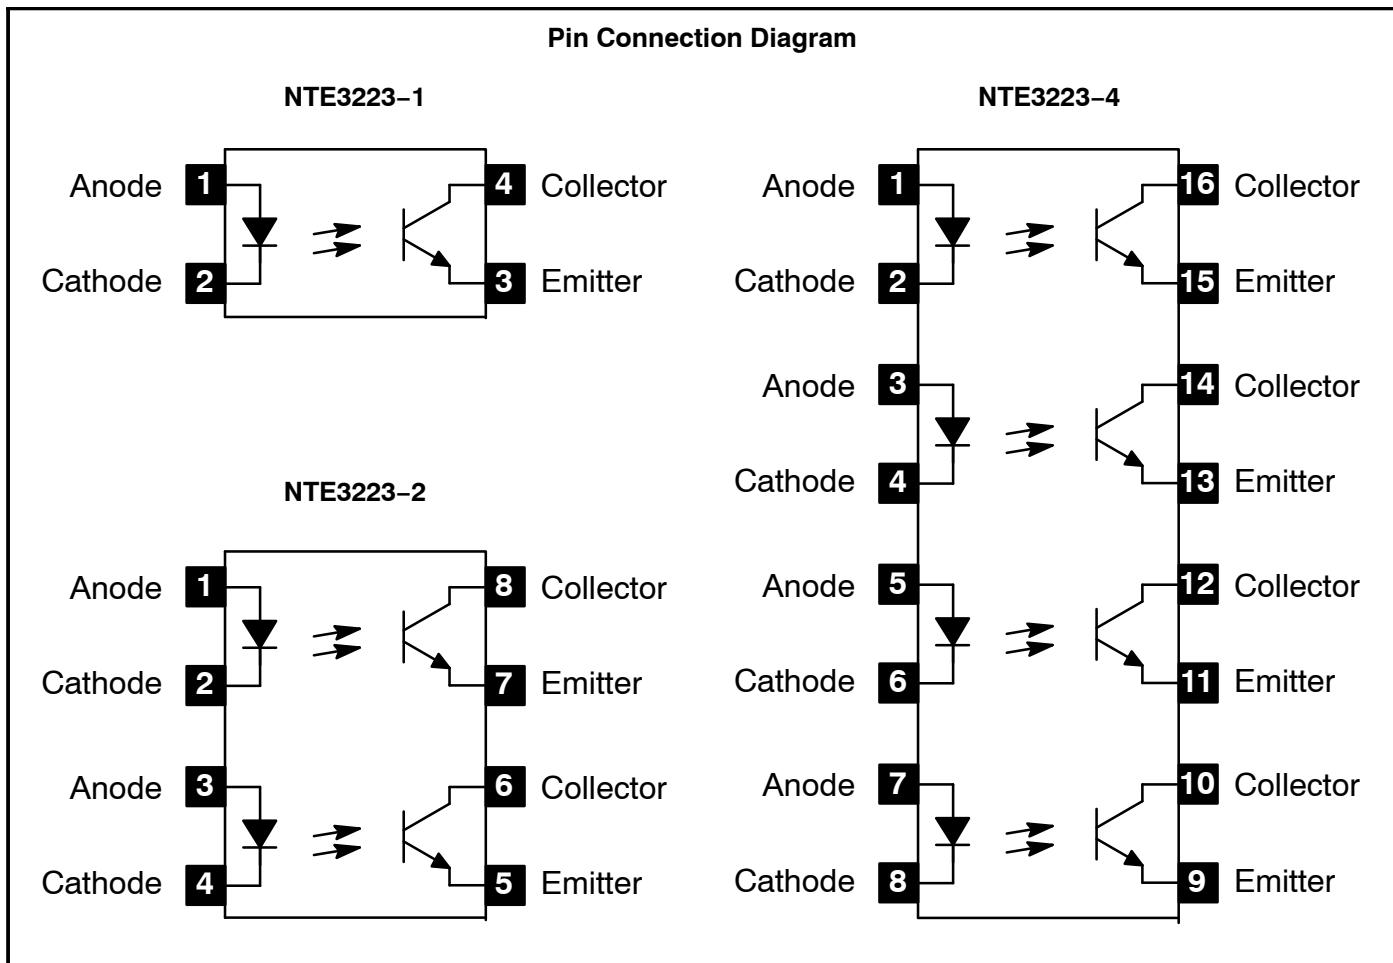 Pin Connection Diagram
NTE3223−1
Anode 1 4 Collector
Cathode 2 3 Emitter
NTE3223−2
Anode 1 8 Collector
Cathode 2 7 Emitter
Anode 3 6 Collector
Cathode 4 5 Emitter
NTE3223−4
Anode 1 16 Collector
Cathode 2 15 Emitter
Anode 3 14 Collector
Cathode 4 13 Emitter
Anode 5 12 Collector
Cathode 6 11 Emitter
Anode 7 10 Collector
Cathode 8 9 Emitter